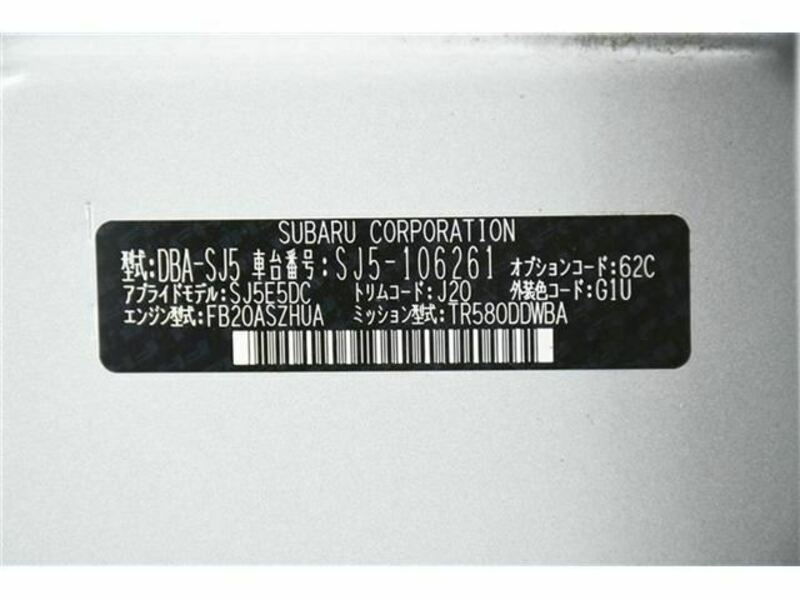 SUBARU CORPORATION
型式:DBA-SJ5 車台番号:SJ5-106261 オプションコード:62C
アプライドモデル:SJ5E5DC トリムコード:J20 外装色コード:G1U
エンジン型式:FB20ASZHUA ミッション型式:TR580DDWBA